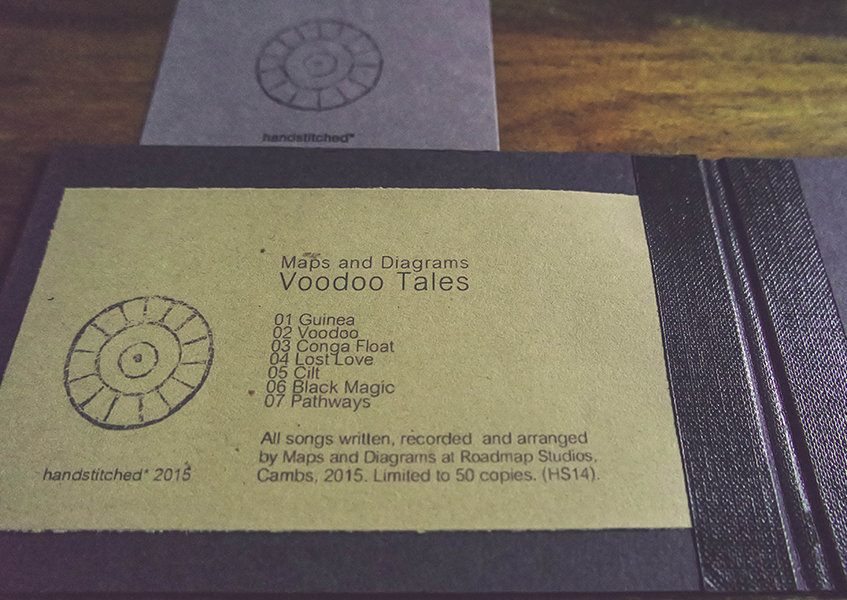 handstitched*
Maps and Diagrams
Voodoo Tales
01 Guinea
02 Voodoo
03 Conga Float
04 Lost Love
05 Cilt
06 Black Magic
07 Pathways
All songs written, recorded and arranged
by Maps and Diagrams at Roadmap Studios,
Cambs, 2015. Limited to 50 copies. (HS14).
handstitched* 2015